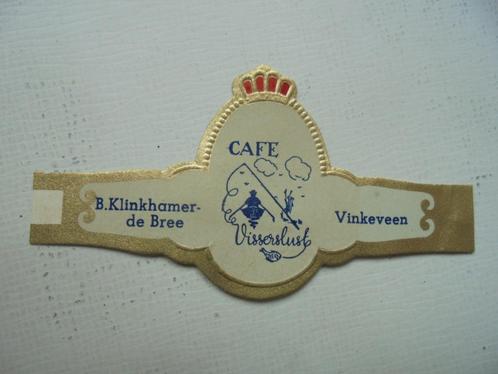 CAFE
Visserslust
B.Klinkhamer-
de Bree
Vinkeveen